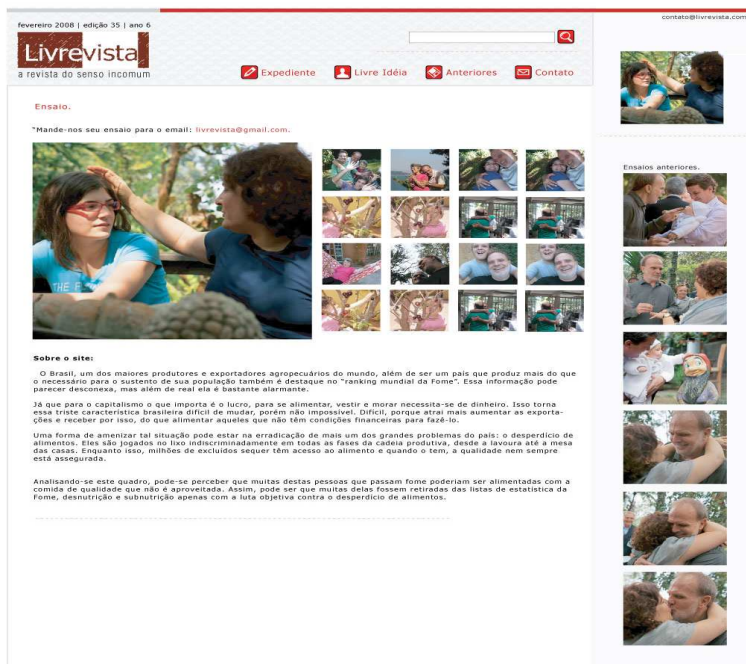 fevereiro 2008 | edição 35 | ano 6
contato@livrevista.com
Livrevista
a revista do senso incomum
Expediente
Livre Idéia
Anteriores
Contato
Ensaio.
"Mande-nos seu ensaio para o email: livrevista@gmail.com.
Ensaios anteriores.
THE F
Sobre o site:
O Brasil, um dos maiores produtores e exportadores agropecuários do mundo, além de ser um país que produz mais do que
o necessário para o sustento de sua população também é destaque no "ranking mundial da Fome". Essa informação pode
parecer desconexa, mas além de real ela é bastante alarmante.
Já que para o capitalismo o que importa é o lucro, para se alimentar, vestir e morar necessita-se de dinheiro. Isso torna
essa triste característica brasileira difícil de mudar, porém não impossível. Difícil, porque atrai mais aumentar as exporta-
ções e receber por isso, do que alimentar aqueles que não têm condições financeiras para fazê-lo.
Uma forma de amenizar tal situação pode estar na erradicação de mais um dos grandes problemas do país: o desperdício de
alimentos. Eles são jogados no lixo indiscriminadamente em todas as fases da cadeia produtiva, desde a lavoura até a mesa
das casas. Enquanto isso, milhões de excluídos sequer têm acesso ao alimento e quando o tem, a qualidade nem sempre
está assegurada.
Analisando-se este quadro, pode-se perceber que muitas destas pessoas que passam fome poderiam ser alimentadas com a
comida de qualidade que não é aproveitada. Assim, pode ser que muitas delas fossem retiradas das listas de estatística da
Fome, desnutrição e subnutrição apenas com a luta objetiva contra o desperdício de alimentos.